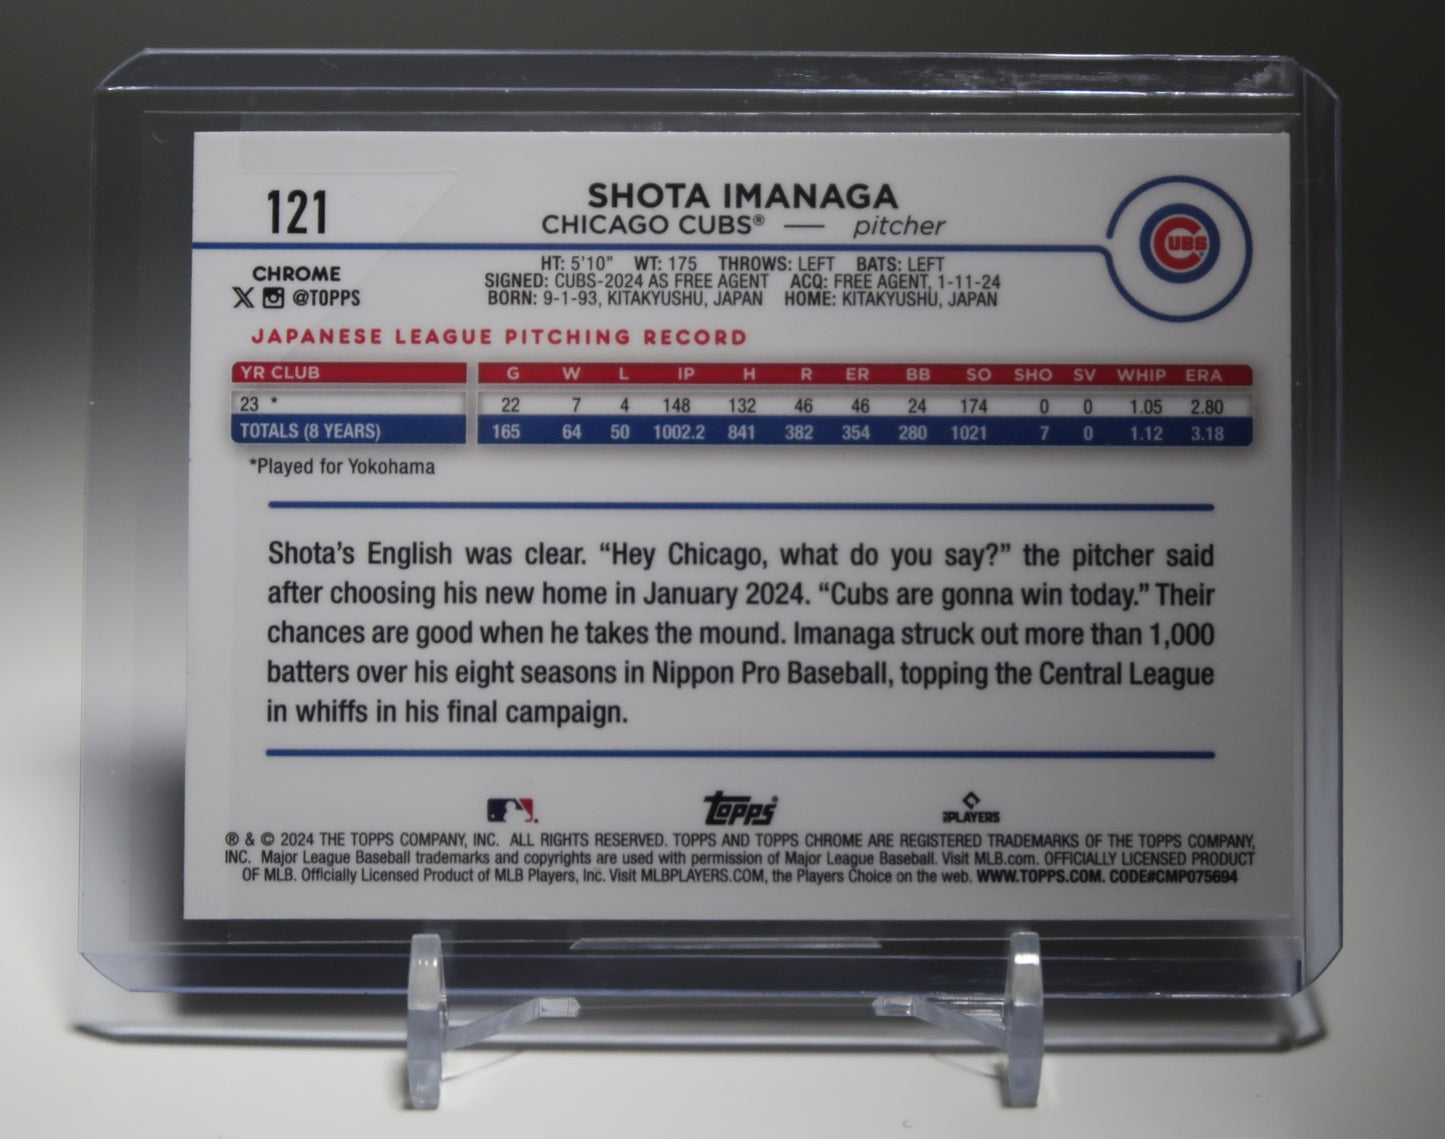 121
SHOTA IMANAGA
CHICAGO CUBS® — pitcher
CUBS
CHROME
X @TOPPS
HT: 5'10" WT: 175 THROWS: LEFT BATS: LEFT
SIGNED: CUBS-2024 AS FREE AGENT ACQ: FREE AGENT, 1-11-24
BORN: 9-1-93, KITAKYUSHU, JAPAN HOME: KITAKYUSHU, JAPAN
JAPANESE LEAGUE PITCHING RECORD
YR CLUB G W L IP H R ER BB SO SHO SV WHIP ERA
23 * 22 7 4 148 132 46 46 24 174 0 0 1.05 2.80
TOTALS (8 YEARS) 165 64 50 1002.2 841 382 354 280 1021 7 0 1.12 3.18
*Played for Yokohama
Shota's English was clear. "Hey Chicago, what do you say?" the pitcher said
after choosing his new home in January 2024. "Cubs are gonna win today." Their
chances are good when he takes the mound. Imanaga struck out more than 1,000
batters over his eight seasons in Nippon Pro Baseball, topping the Central League
in whiffs in his final campaign.
Topps®
PLAYERS
® & © 2024 THE TOPPS COMPANY, INC. ALL RIGHTS RESERVED. TOPPS AND TOPPS CHROME ARE REGISTERED TRADEMARKS OF THE TOPPS COMPANY,
INC. Major League Baseball trademarks and copyrights are used with permission of Major League Baseball. Visit MLB.com. OFFICIALLY LICENSED PRODUCT
OF MLB. Officially Licensed Product of MLB Players, Inc. Visit MLBPLAYERS.COM, the Players Choice on the web. WWW.TOPPS.COM. CODE#CMP075694